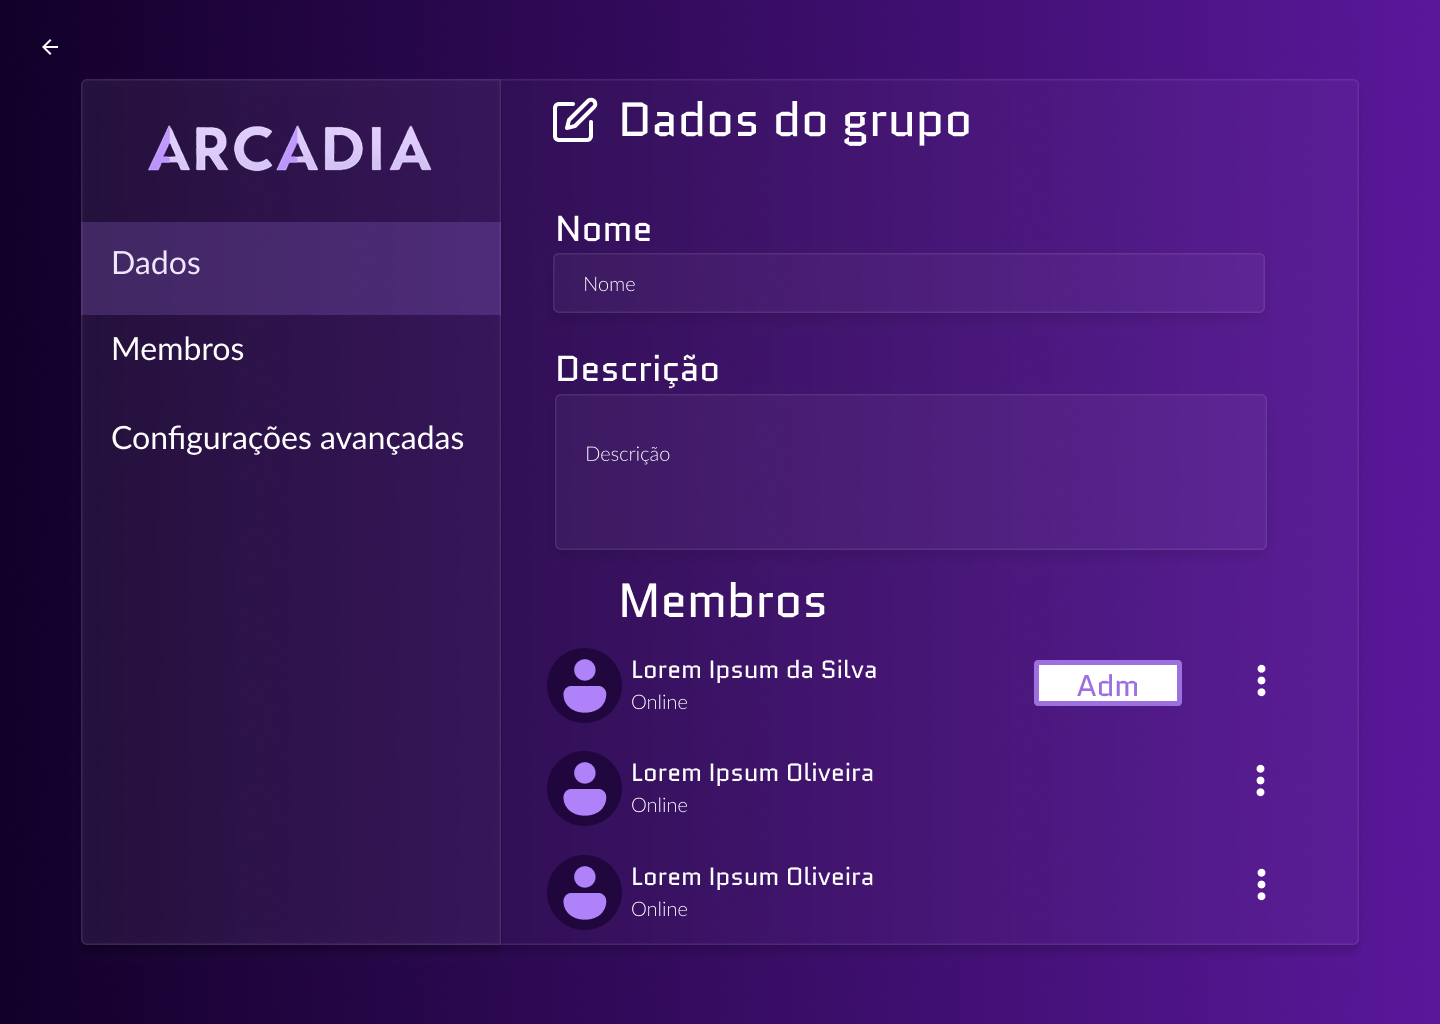 ARCADIA
Dados
Membros
Configurações avançadas
Dados do grupo
Nome
Nome
Descrição
Descrição
Membros
Lorem Ipsum da Silva
Online
Adm
Lorem Ipsum Oliveira
Online
Lorem Ipsum Oliveira
Online